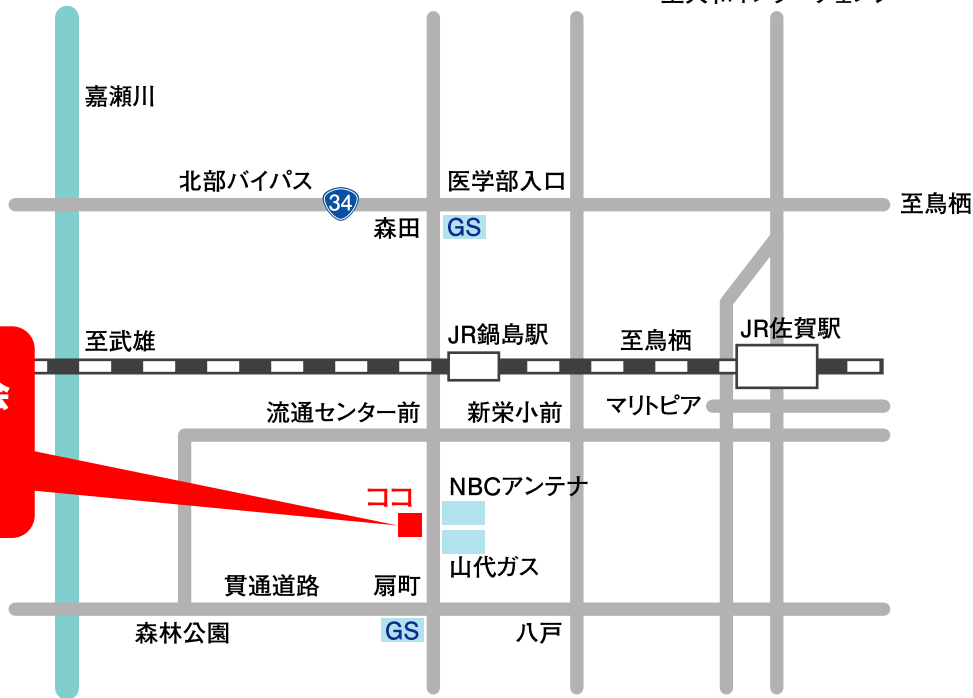 嘉瀬川
北部バイパス
34
医学部入口
至鳥栖
森田
GS
至武雄
JR鍋島駅
至鳥栖
JR佐賀駅
流通センター前
新栄小前
マリトピア
ココ
NBCアンテナ
山代ガス
貫通道路
扇町
森林公園
GS
八戸